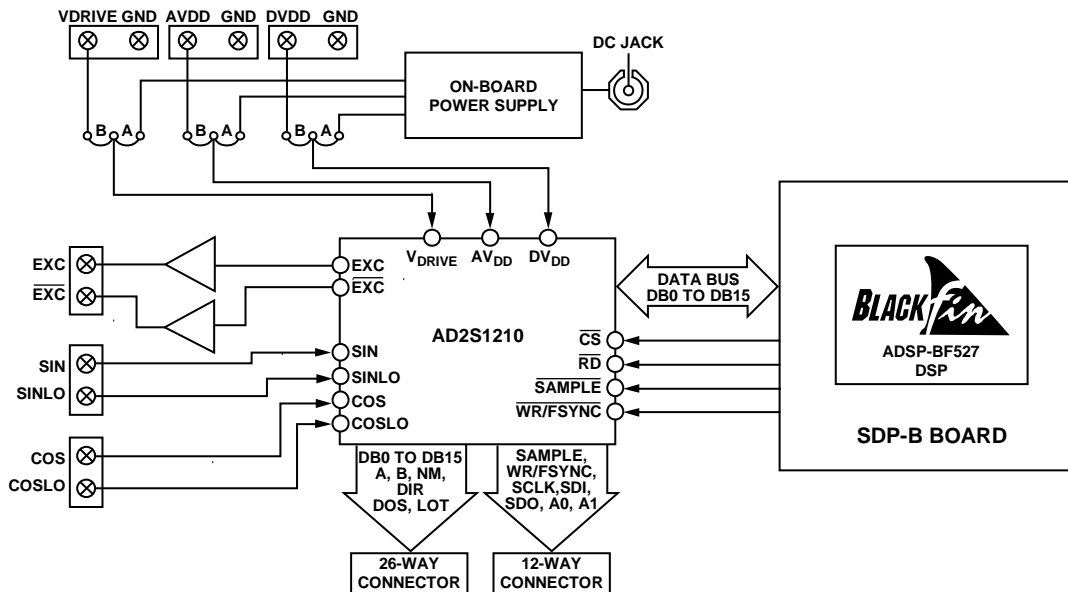 VDRIVE GND AVDD GND DVDD GND
DC JACK
ON-BOARD
POWER SUPPLY
B A B A B A
VDRIVE AVDD DVDD
EXC
EXC
EXC
EXC
DATA BUS
DB0 TO DB15
BLACKfin
ADSP-BF527
DSP
AD2S1210
CS
RD
SAMPLE
WR/FSYNC
SDP-B BOARD
SIN
SINLO
SIN
SINLO
COS
COSLO
COS
COSLO
DB0 TO DB15
A, B, NM,
DIR
DOS, LOT
SAMPLE,
WR/FSYNC,
SCLK,SDI,
SDO, A0, A1
26-WAY
CONNECTOR
12-WAY
CONNECTOR